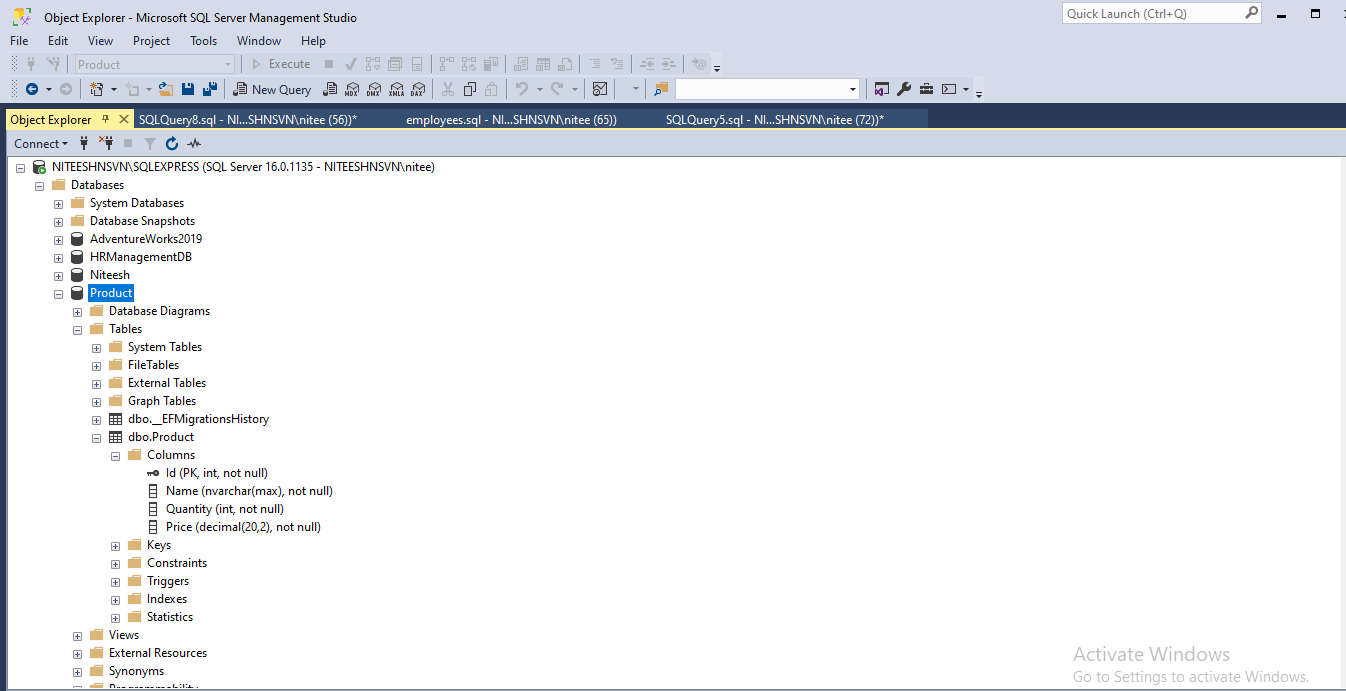 Object Explorer - Microsoft SQL Server Management Studio
Quick Launch (Ctrl+Q)
File Edit View Project Tools Window Help
Product Execute
New Query MDX DMX XMLA DAX
Object Explorer SQLQuery8.sql - NI...SHNSVN\nitee (56))* employees.sql - NI...SHNSVN\nitee (65)) SQLQuery5.sql - NI...SHNSVN\nitee (72))*
Connect
NITEESHNSVN\SQLEXPRESS (SQL Server 16.0.1135 - NITEESHNSVN\nitee)
Databases
System Databases
Database Snapshots
AdventureWorks2019
HRManagementDB
Niteesh
Product
Database Diagrams
Tables
System Tables
FileTables
External Tables
Graph Tables
dbo.__EFMigrationsHistory
dbo.Product
Columns
Id (PK, int, not null)
Name (nvarchar(max), not null)
Quantity (int, not null)
Price (decimal(20,2), not null)
Keys
Constraints
Triggers
Indexes
Statistics
Views
External Resources
Synonyms
Programmability
Activate Windows
Go to Settings to activate Windows.